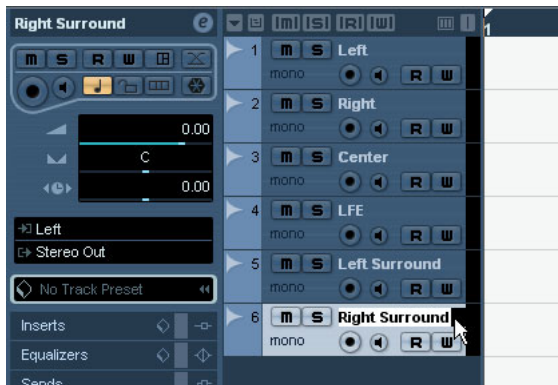 Right Surround e
m S R W
0.00
C
0.00
Left
Stereo Out
No Track Preset
Inserts
Equalizers
Sends
m S R W
1
1 m S Left
mono R W
2 m S Right
mono R W
3 m S Center
mono R W
4 m S LFE
mono R W
5 m S Left Surround
mono R W
6 m S Right Surround
mono R W